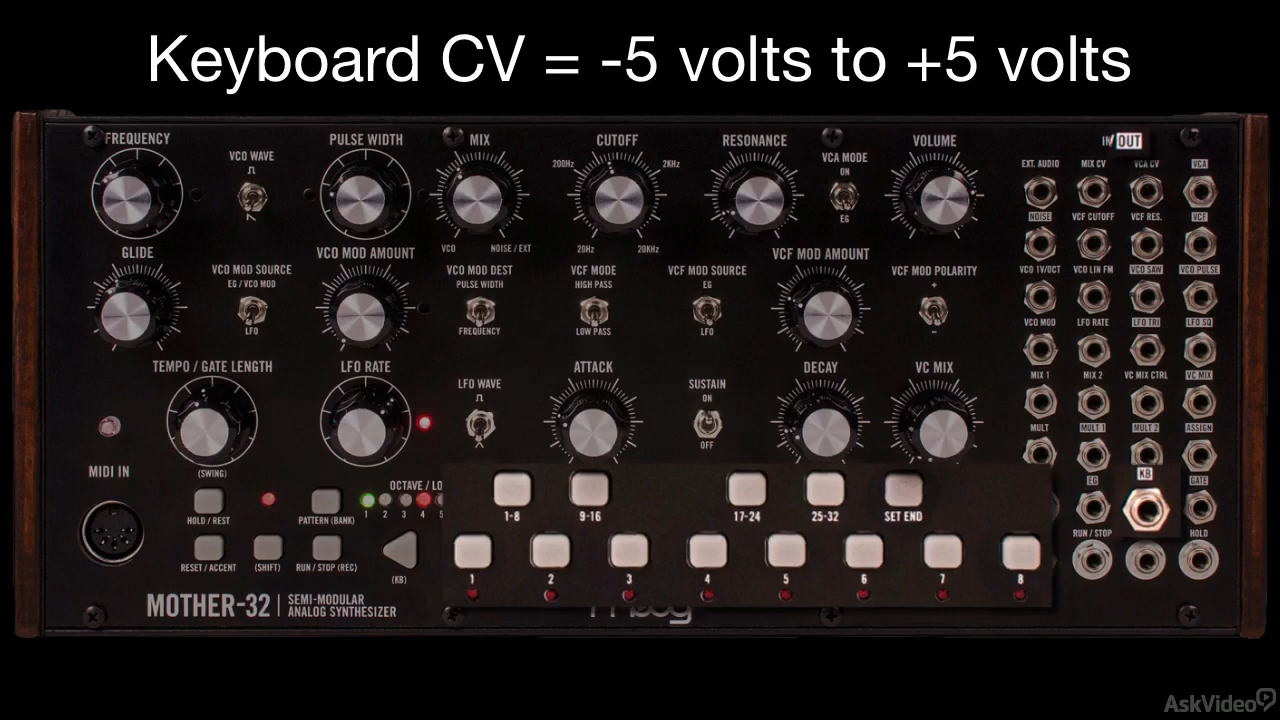 Keyboard CV = -5 volts to +5 volts
FREQUENCY
VCO WAVE
PULSE WIDTH
MIX
VCO
NOISE / EXT
CUTOFF
200Hz
2KHz
20Hz
20KHz
RESONANCE
VCA MODE
ON
EG
VOLUME
IN/OUT
EXT. AUDIO
MIX CV
VCA CV
VCA
NOISE
VCF CUTOFF
VCF RES.
VCF
GLIDE
VCO MOD SOURCE
EG / VCO MOD
LFO
VCO MOD AMOUNT
VCO MOD DEST
PULSE WIDTH
FREQUENCY
VCF MODE
HIGH PASS
LOW PASS
VCF MOD SOURCE
EG
LFO
VCF MOD AMOUNT
VCF MOD POLARITY
+
–
VCO 1V/OCT
VCO LIN FM
VCO SAW
VCO PULSE
VCO MOD
LFO RATE
LFO TRI
LFO SQ
TEMPO / GATE LENGTH
(SWING)
LFO RATE
LFO WAVE
ATTACK
SUSTAIN
ON
OFF
DECAY
VC MIX
MIX 1
MIX 2
VC MIX CTRL
VC MIX
MULT
MULT 1
MULT 2
ASSIGN
EG
KB
GATE
RUN / STOP
HOLD
MIDI IN
HOLD / REST
PATTERN (BANK)
OCTAVE / LO
1 2 3 4 5
RESET / ACCENT
(SHIFT)
RUN / STOP (REC)
(KB)
1-8
9-16
17-24
25-32
SET END
1 2 3 4 5 6 7 8
MOTHER-32
SEMI-MODULAR
ANALOG SYNTHESIZER
moog
AskVideo